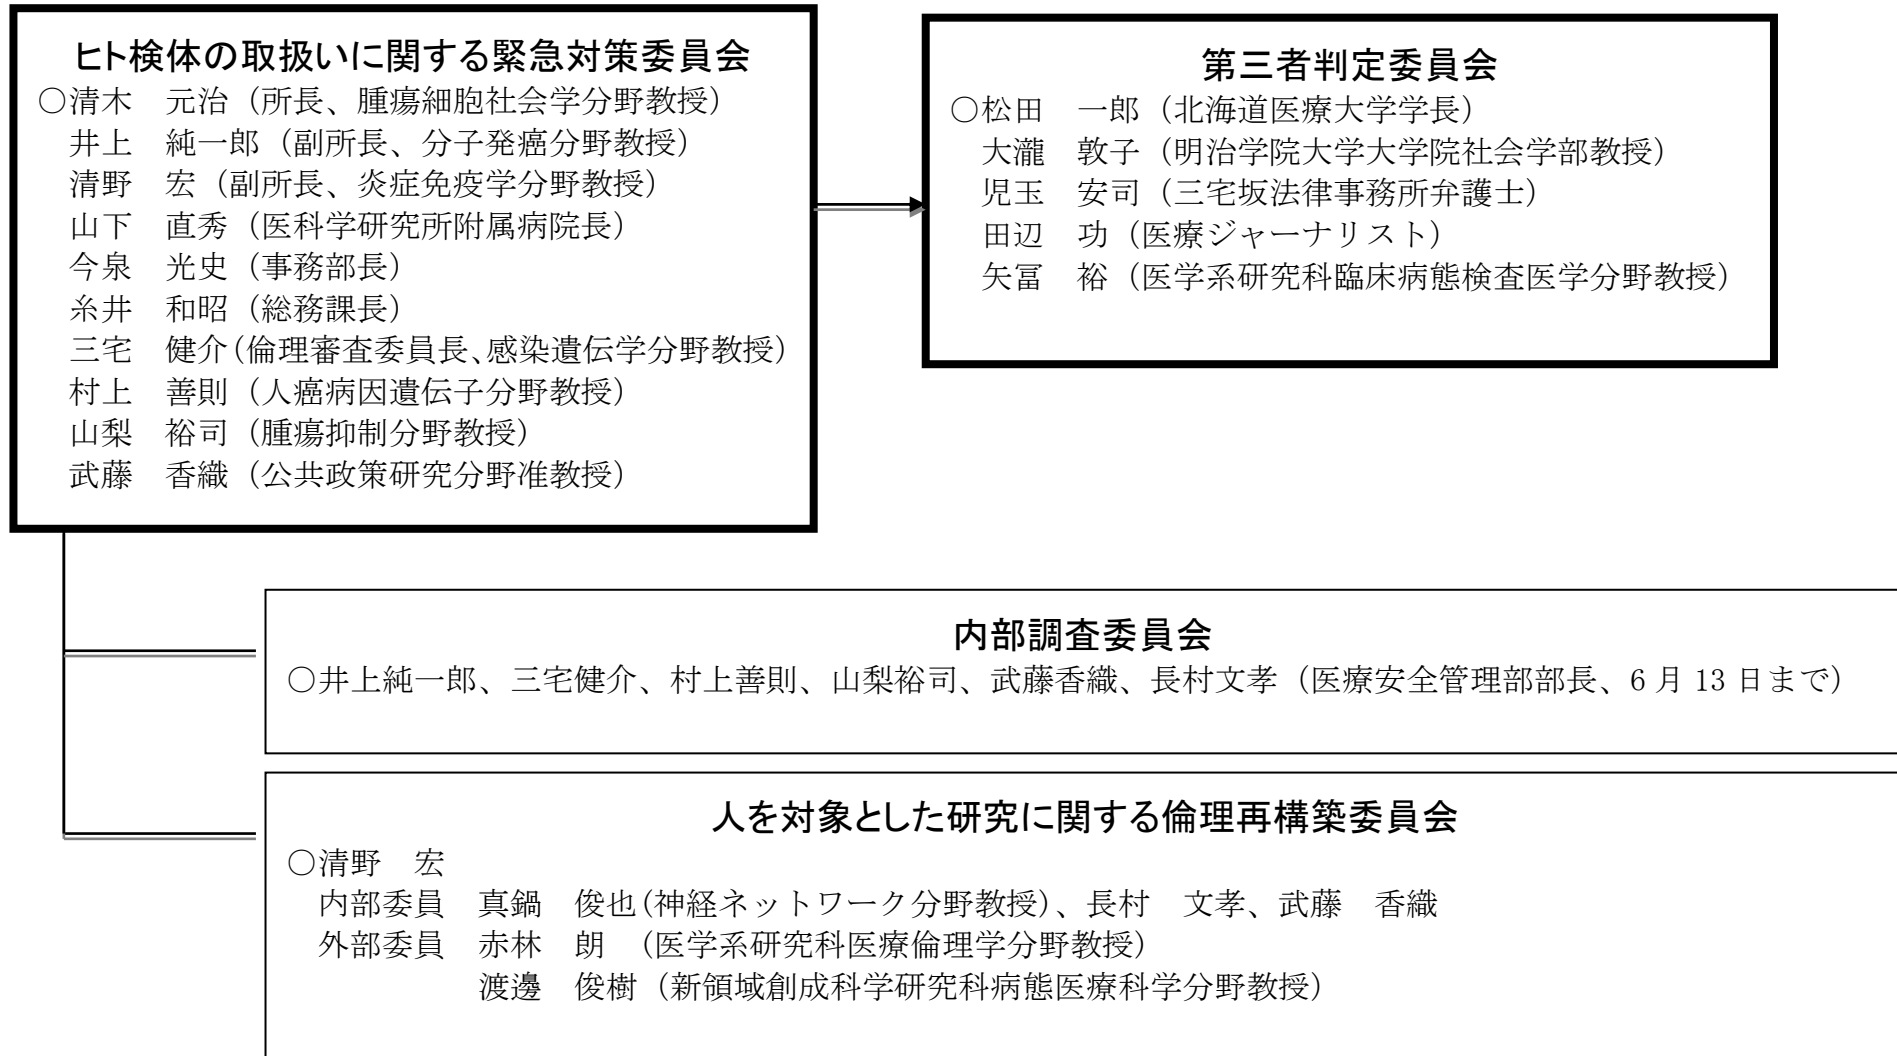 ヒト検体の取扱いに関する緊急対策委員会
○清木　元治（所長、腫瘍細胞社会学分野教授）
井上　純一郎（副所長、分子発癌分野教授）
清野　宏（副所長、炎症免疫学分野教授）
山下　直秀（医科学研究所附属病院長）
今泉　光史（事務部長）
糸井　和昭（総務課長）
三宅　健介(倫理審査委員長、感染遺伝学分野教授）
村上　善則（人癌病因遺伝子分野教授）
山梨　裕司（腫瘍抑制分野教授）
武藤　香織（公共政策研究分野准教授）
第三者判定委員会
○松田　一郎（北海道医療大学学長）
大瀧　敦子（明治学院大学大学院社会学部教授）
児玉　安司（三宅坂法律事務所弁護士）
田辺　功（医療ジャーナリスト）
矢冨　裕（医学系研究科臨床病態検査医学分野教授）
内部調査委員会
○井上純一郎、三宅健介、村上善則、山梨裕司、武藤香織、長村文孝（医療安全管理部部長、6月13日まで）
人を対象とした研究に関する倫理再構築委員会
○清野　宏
内部委員　真鍋　俊也(神経ネットワーク分野教授)、長村　文孝、武藤　香織
外部委員　赤林　朗　（医学系研究科医療倫理学分野教授）
渡邊　俊樹（新領域創成科学研究科病態医療科学分野教授）